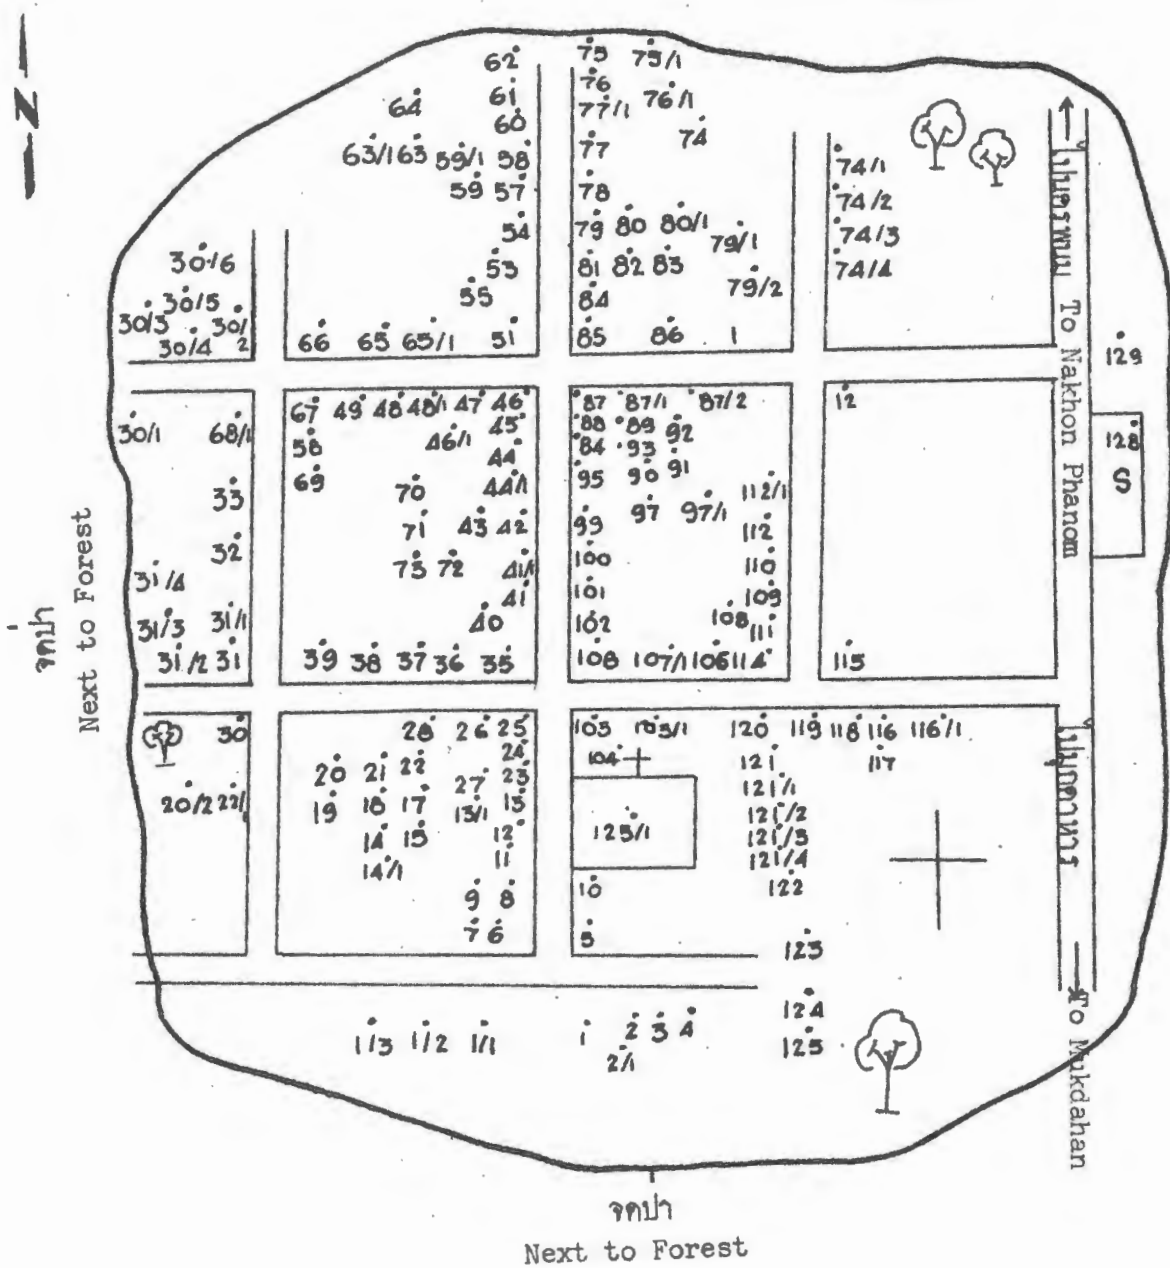 N
62 75 75/1
61 76 76/1
64 60 77/1 74
63/1 63 59/1 58 77 74/1
59 57 78 74/2
54 79 80 80/1 79/1 74/3
30/6 53 81 82 83 74/4
30/5 55 84 79/2
30/3 30/4 30/2
66 65 65/1 51 85 86 1
129
67 49 48 48/1 47 46 87 87/1 87/2 12
30/1 68/1 58 46/1 45 88 89 92 128
44 84 93
69 95 90 91 S
33 70 44/1 112/1
71 43 42 99 97 97/1 112
32 73 72 41/1 100 110
31/4 41 101 109
31/3 31/1 40 102 108 111
31/2 31 39 38 37 36 35 108 107/1 106 114 115
30 28 26 25 103 103/1 120 119 118 116 116/1
24 104 121 117
20 21 22 27 23 121/1
20/2 22/1 19 18 17 13/1 13 125/1 121/2
14 15 12 121/3
14/1 11 121/4
9 8 10 122
7 6 5 123
124
1/3 1/2 1/1 1 2 3 4 125
2/1
ไปนครพนม To Nakhon Phanom
ไปมุกดาหาร
To Mukdahan
จดป่า
Next to Forest
จดป่า
Next to Forest